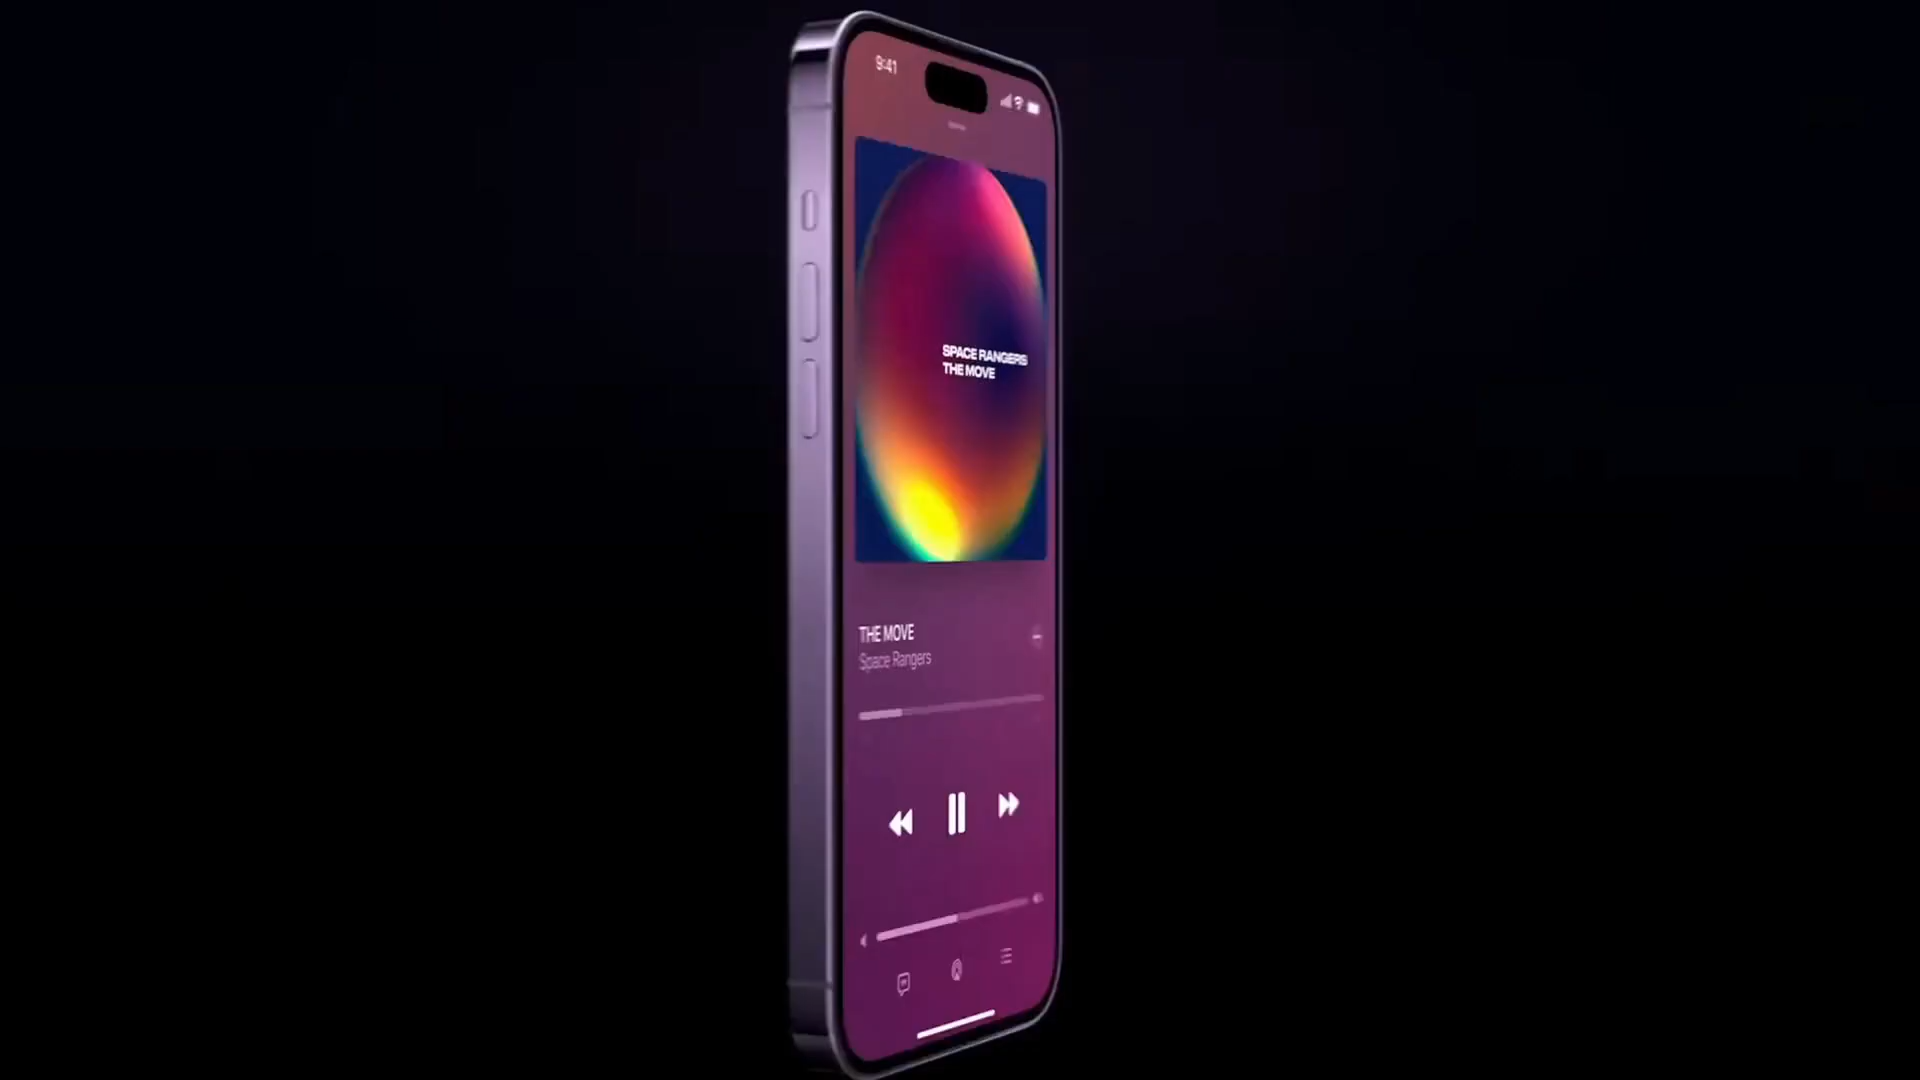 9:41
SPACE RANGERS
THE MOVE
THE MOVE
Space Rangers